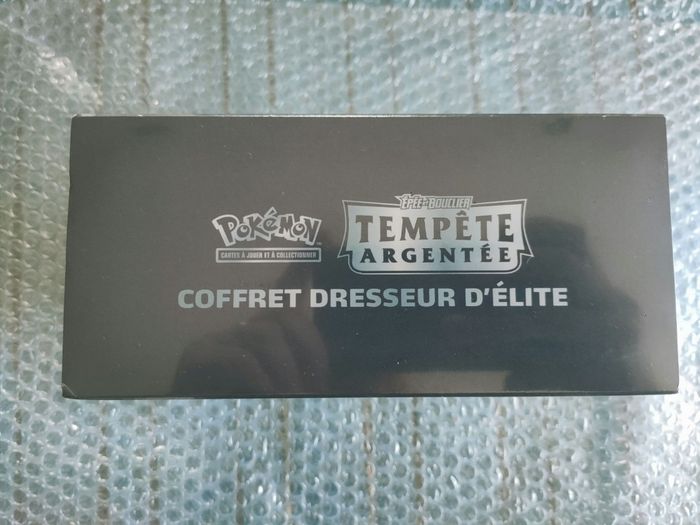 Pokémon
CARTES À JOUER ET À COLLECTIONNER
ÉPÉE ET BOUCLIER
TEMPÊTE
ARGENTÉE
COFFRET DRESSEUR D'ÉLITE